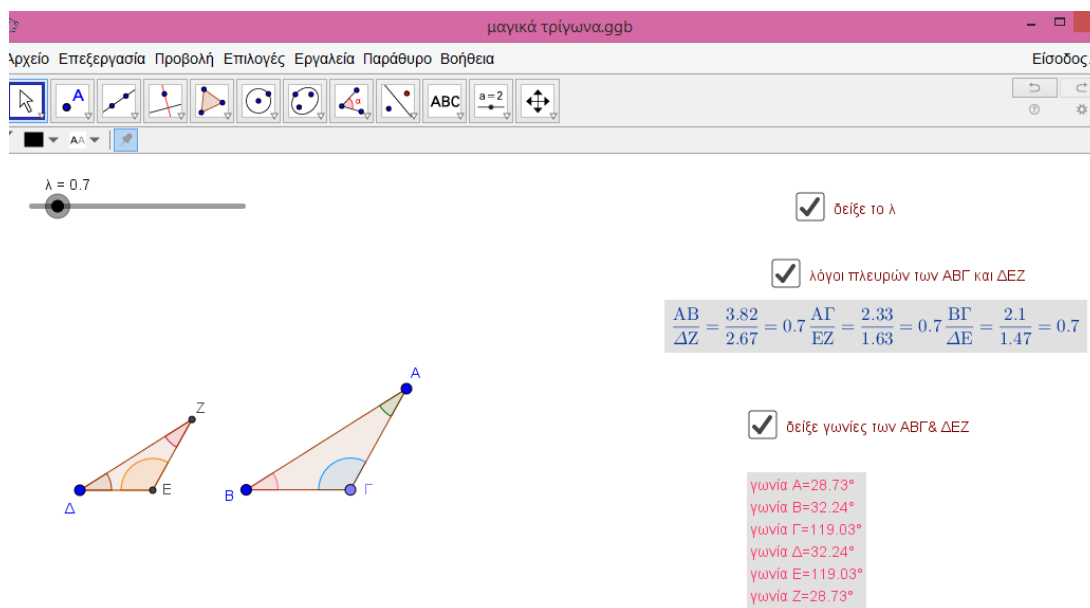 μαγικά τρίγωνα.ggb
Αρχείο Επεξεργασία Προβολή Επιλογές Εργαλεία Παράθυρο Βοήθεια Είσοδος.
A α ABC a=2
AA
λ = 0.7
δείξε το λ
λόγοι πλευρών των ΑΒΓ και ΔΕΖ
ΑΒ/ΔΖ = 3.82/2.67 = 0.7 ΑΓ/ΕΖ = 2.33/1.63 = 0.7 ΒΓ/ΔΕ = 2.1/1.47 = 0.7
Α
Ζ
δείξε γωνίες των ΑΒΓ& ΔΕΖ
Δ Ε Β Γ
γωνία Α=28.73°
γωνία Β=32.24°
γωνία Γ=119.03°
γωνία Δ=32.24°
γωνία Ε=119.03°
γωνία Ζ=28.73°